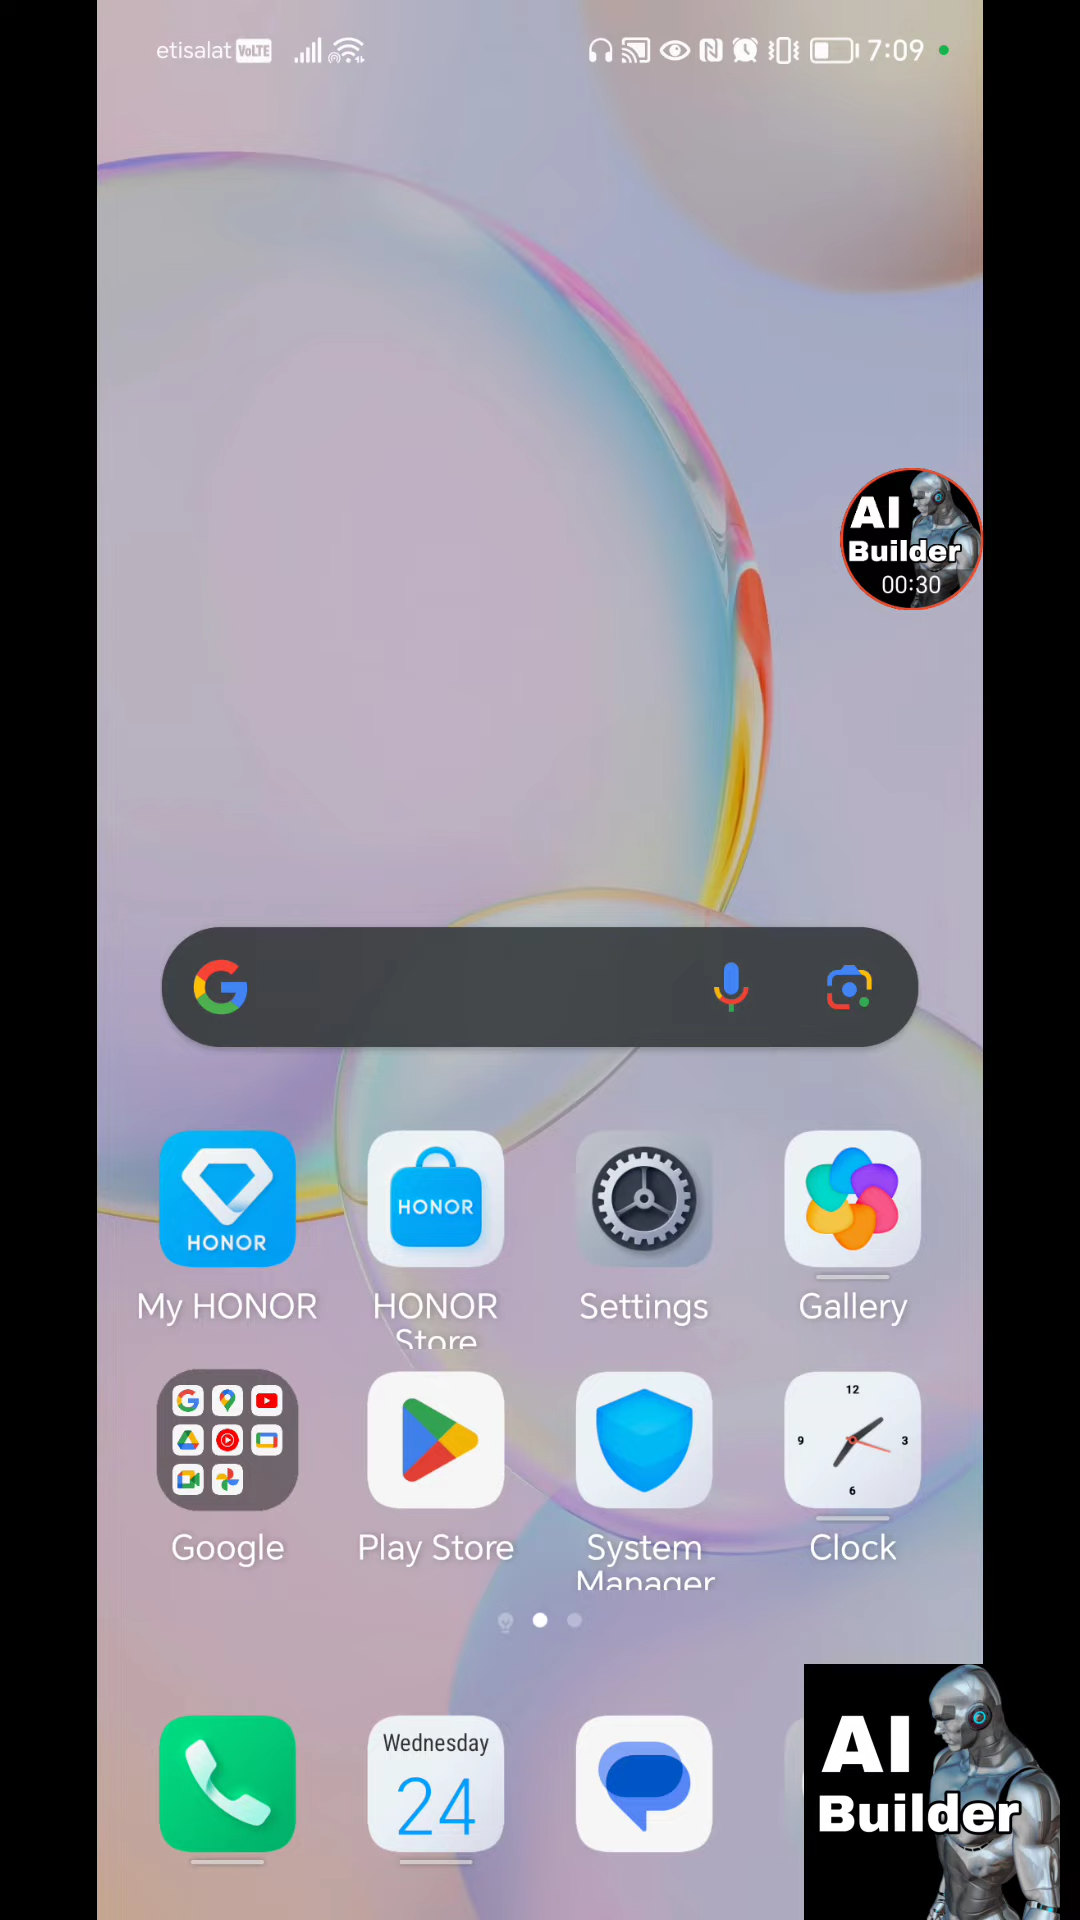 etisalat VoLTE 7:09
AI
Builder
00:30
HONOR
HONOR
My HONOR
HONOR Store
Settings
Gallery
12
9
3
6
Google
Play Store
System Manager
Clock
Wednesday
24
AI
Builder